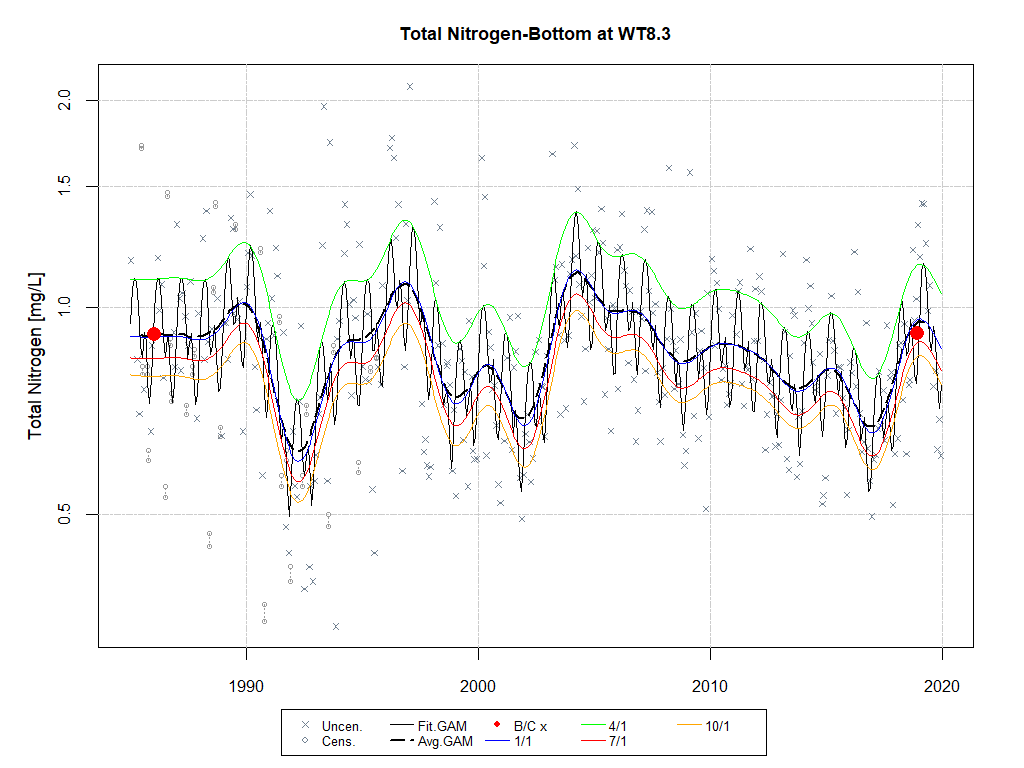 Total Nitrogen-Bottom at WT8.3
Total Nitrogen [mg/L]
2.0
1.5
1.0
0.5
1990 2000 2010 2020
Uncen. Fit.GAM B/C x 4/1 10/1
Cens. Avg.GAM 1/1 7/1